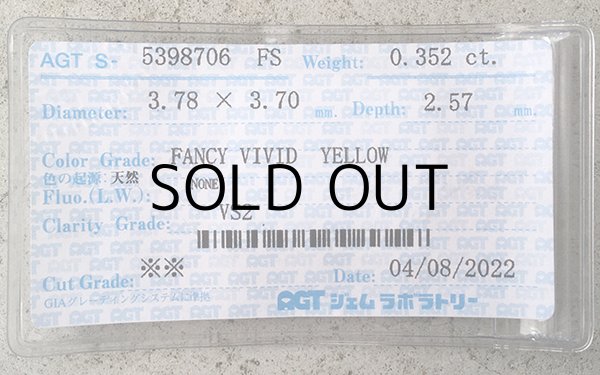 AGT S- 5398706 FS Weight: 0.352 ct.
Diameter: 3.78 × 3.70 mm. Depth: 2.57 mm.
Color Grade: FANCY VIVID YELLOW
色の起源: 天然
Fluo.(L.W.): NONE
SOLD OUT
Clarity Grade: VS2
Cut Grade: ※※ Date: 04/08/2022
GIAグレーディングシステムに準拠
AGT ジェムラボラトリー